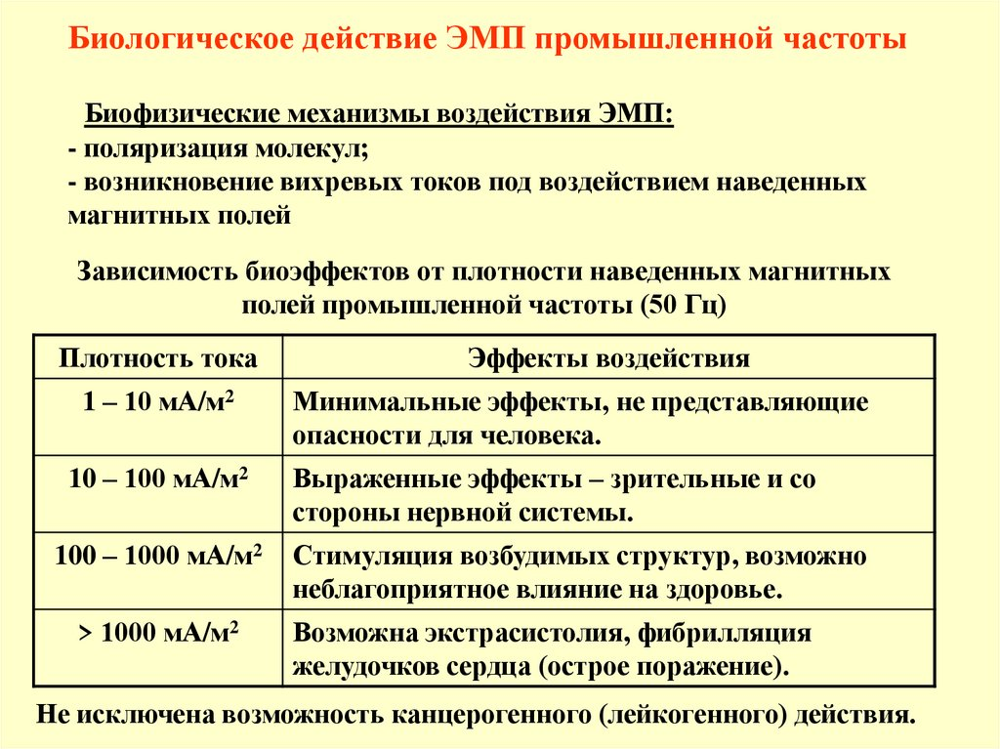 Биологическое действие ЭМП промышленной частоты
Биофизические механизмы воздействия ЭМП:
- поляризация молекул;
- возникновение вихревых токов под воздействием наведенных
магнитных полей
Зависимость биоэффектов от плотности наведенных магнитных
полей промышленной частоты (50 Гц)
Плотность тока
Эффекты воздействия
1 – 10 мА/м²
Минимальные эффекты, не представляющие
опасности для человека.
10 – 100 мА/м²
Выраженные эффекты – зрительные и со
стороны нервной системы.
100 – 1000 мА/м²
Стимуляция возбудимых структур, возможно
неблагоприятное влияние на здоровье.
> 1000 мА/м²
Возможна экстрасистолия, фибрилляция
желудочков сердца (острое поражение).
Не исключена возможность канцерогенного (лейкогенного) действия.